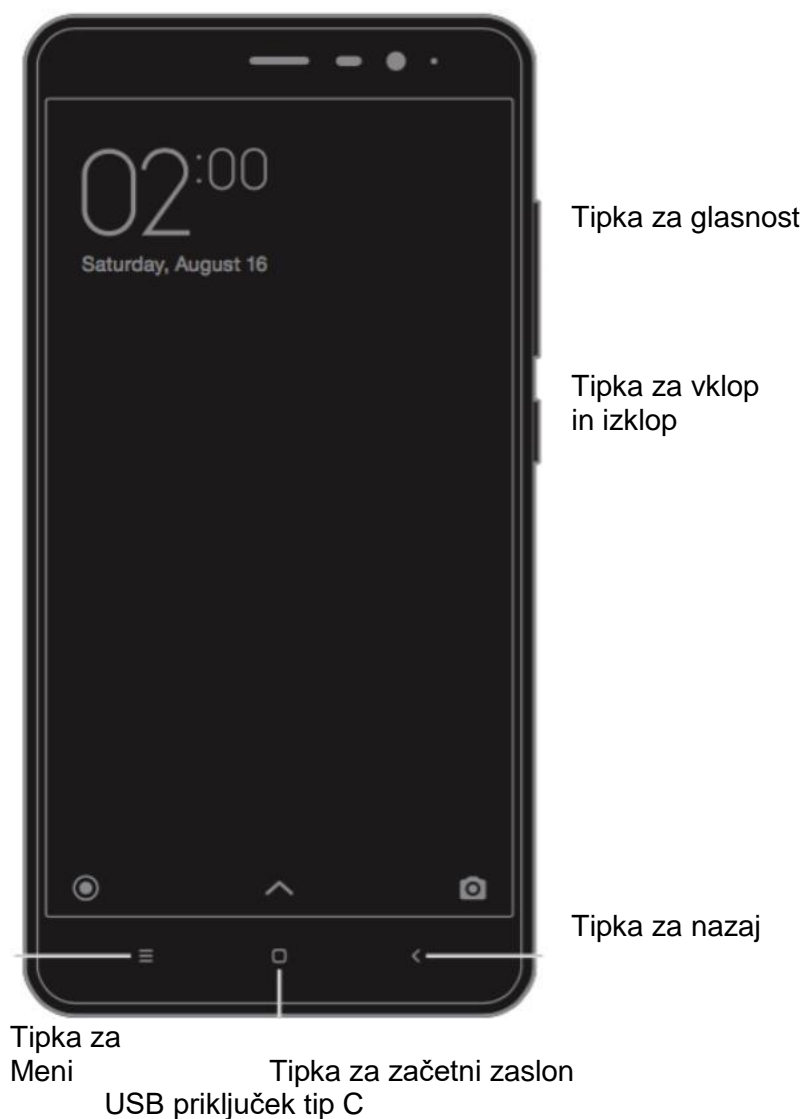 02:00
Saturday, August 16
Tipka za glasnost
Tipka za vklop
in izklop
Tipka za nazaj
Tipka za
Meni
Tipka za začetni zaslon
USB priključek tip C